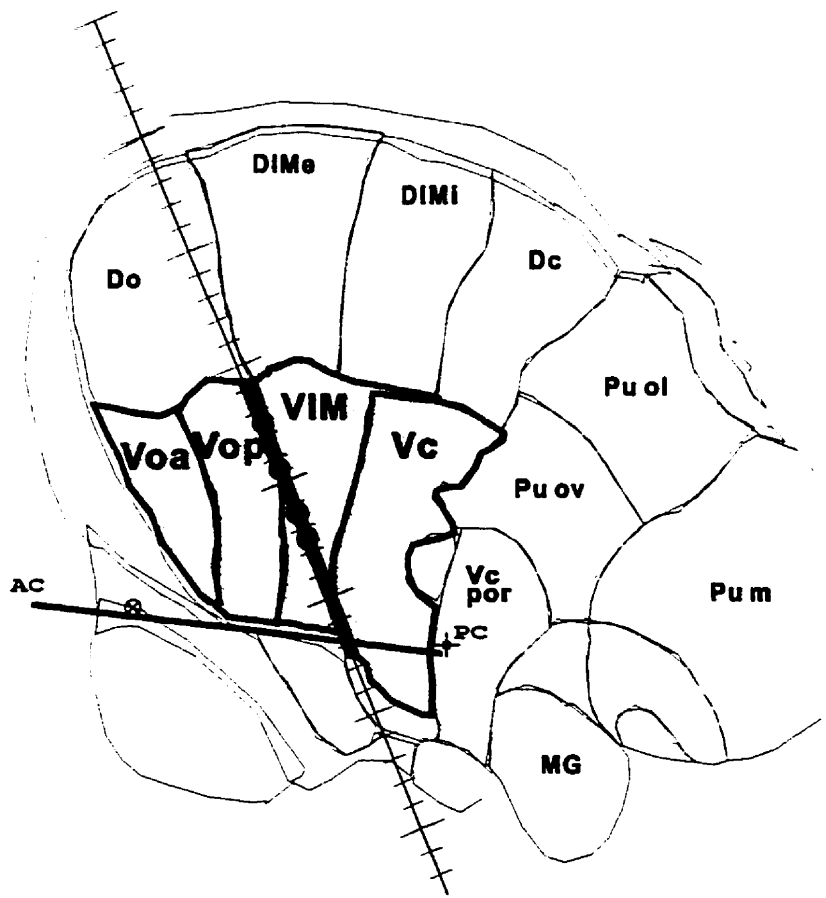 DIMe
DIMi
Dc
Do
Pu ol
VIM
Voa
Vop
Vc
Pu ov
Vc
por
AC
Pu m
PC
MG